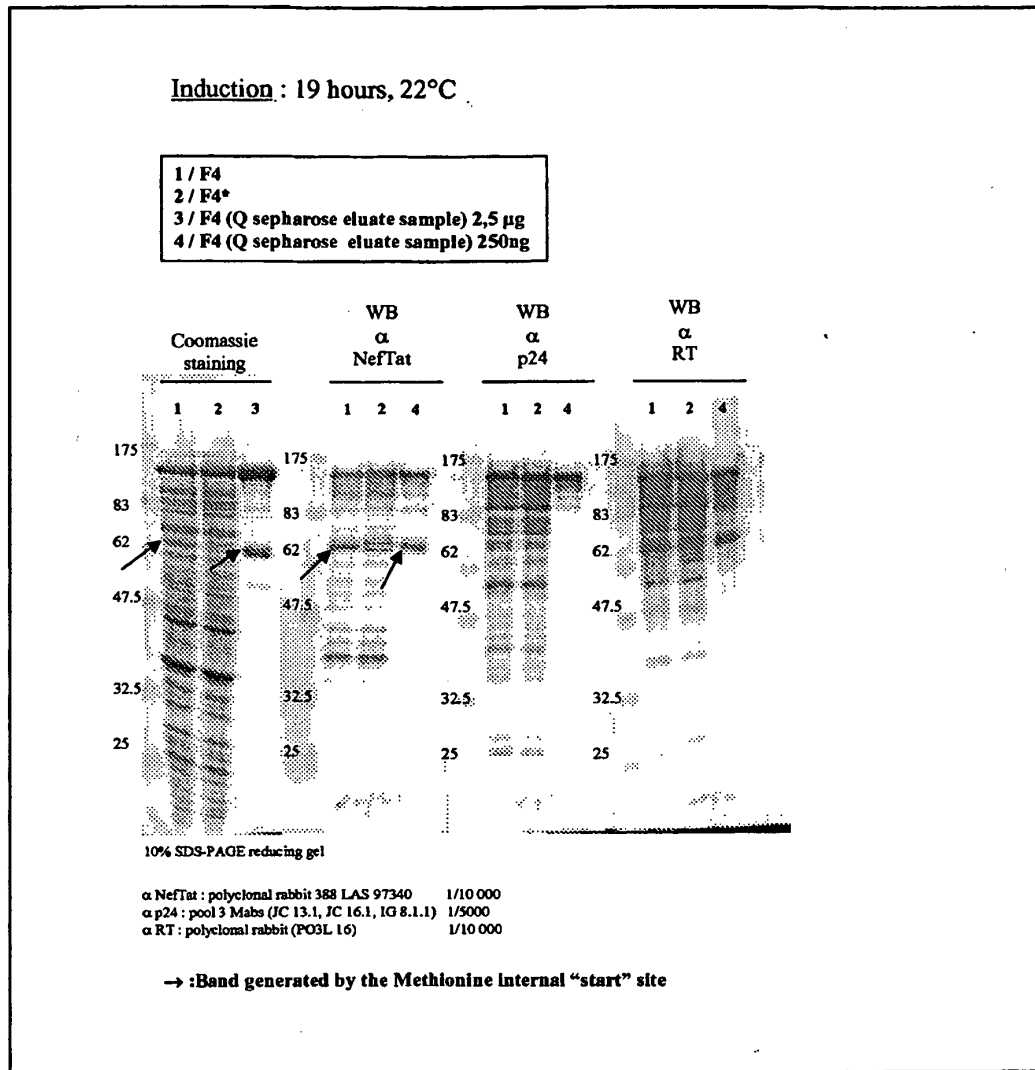 Induction : 19 hours, 22°C
1 / F4
2 / F4*
3 / F4 (Q sepharose eluate sample) 2,5 µg
4 / F4 (Q sepharose eluate sample) 250ng
Coomassie
staining
WB
α
NefTat
WB
α
p24
WB
α
RT
1 2 3 1 2 4 1 2 4 1 2 4
175 175 175 175
83 83 83 83
62 62 62 62
47.5 47.5 47.5 47.5
32.5 32.5 32.5 32.5
25 25 25 25
10% SDS-PAGE reducing gel
α NefTat : polyclonal rabbit 388 LAS 97340 1/10 000
α p24 : pool 3 Mabs (JC 13.1, JC 16.1, IG 8.1.1) 1/5000
α RT : polyclonal rabbit (PO3L 16) 1/10 000
→ :Band generated by the Methionine internal “start” site